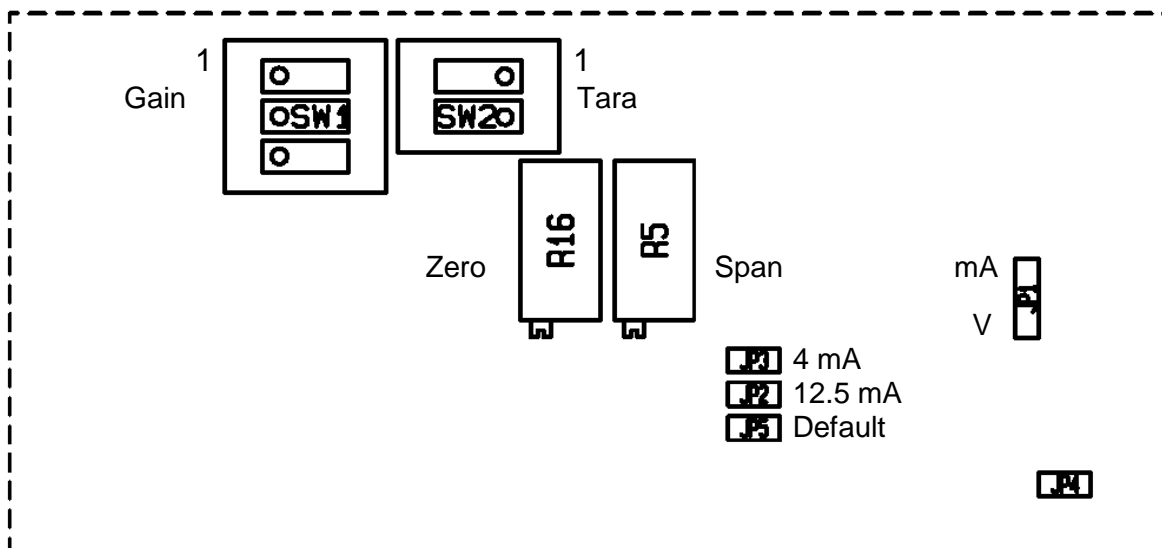 1
Gain
SW1
SW2
1
Tara
Zero
R16
R5
Span
mA
V
JP1
JP3 4 mA
JP2 12.5 mA
JP5 Default
JP4